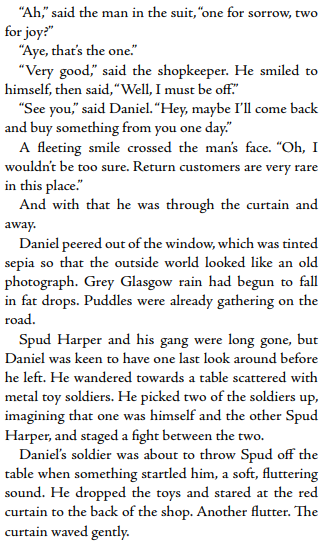 “Ah,” said the man in the suit, “one for sorrow, two
for joy?”
“Aye, that’s the one.”
“Very good,” said the shopkeeper. He smiled to
himself, then said, “Well, I must be off.”
“See you,” said Daniel. “Hey, maybe I’ll come back
and buy something from you one day.”
A fleeting smile crossed the man’s face. “Oh, I
wouldn’t be too sure. Return customers are very rare
in this place.”
And with that he was through the curtain and
away.
Daniel peered out of the window, which was tinted
sepia so that the outside world looked like an old
photograph. Grey Glasgow rain had begun to fall
in fat drops. Puddles were already gathering on the
road.
Spud Harper and his gang were long gone, but
Daniel was keen to have one last look around before
he left. He wandered towards a table scattered with
metal toy soldiers. He picked two of the soldiers up,
imagining that one was himself and the other Spud
Harper, and staged a fight between the two.
Daniel’s soldier was about to throw Spud off the
table when something startled him, a soft, fluttering
sound. He dropped the toys and stared at the red
curtain to the back of the shop. Another flutter. The
curtain waved gently.